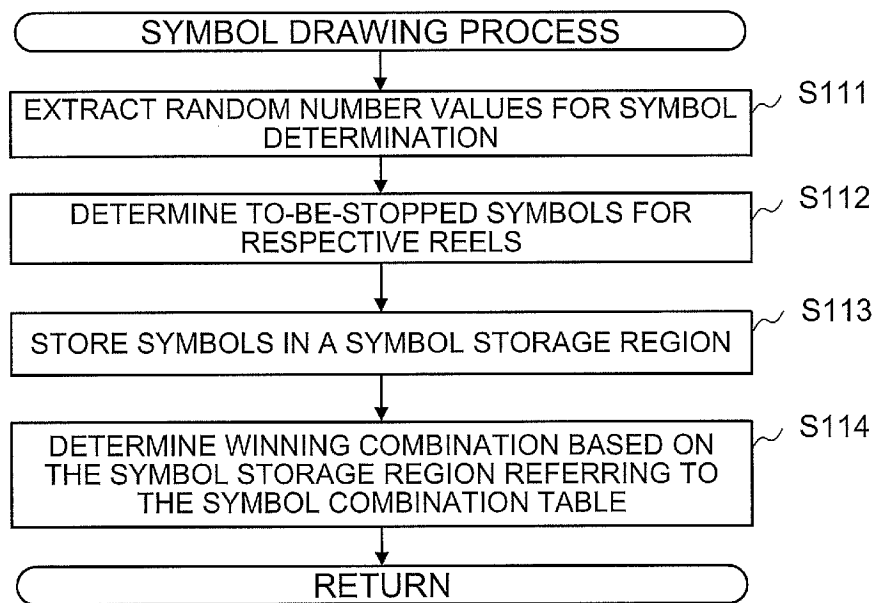 SYMBOL DRAWING PROCESS
S111
EXTRACT RANDOM NUMBER VALUES FOR SYMBOL
DETERMINATION
S112
DETERMINE TO-BE-STOPPED SYMBOLS FOR
RESPECTIVE REELS
S113
STORE SYMBOLS IN A SYMBOL STORAGE REGION
S114
DETERMINE WINNING COMBINATION BASED ON
THE SYMBOL STORAGE REGION REFERRING TO
THE SYMBOL COMBINATION TABLE
RETURN